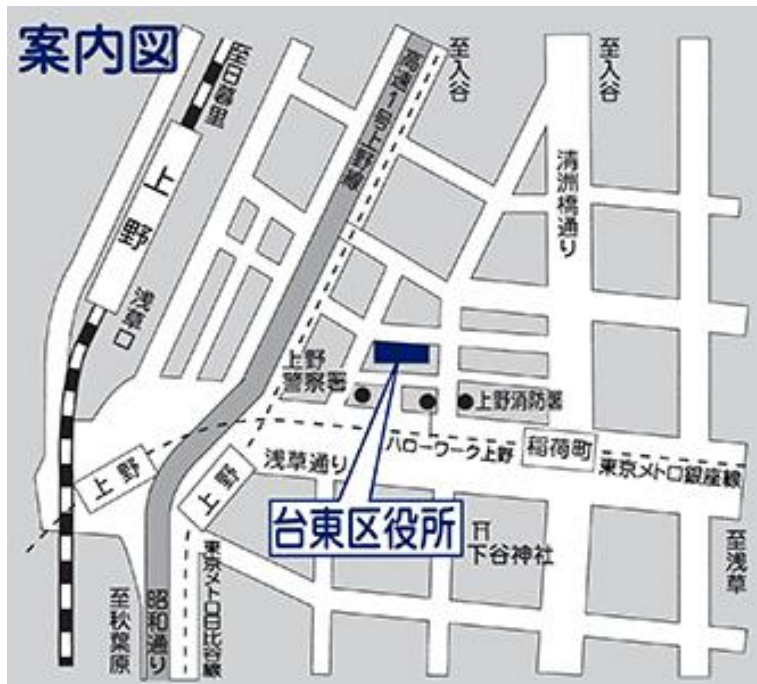 案内図
至日暮里
上野
浅草口
高速1号上野線
至入谷
至入谷
清洲橋通り
上野
警察署
上野消防署
ハローワーク上野
稲荷町
東京メトロ銀座線
浅草通り
上野
上野
台東区役所
下谷神社
至浅草
至秋葉原
昭和通り
東京メトロ日比谷線